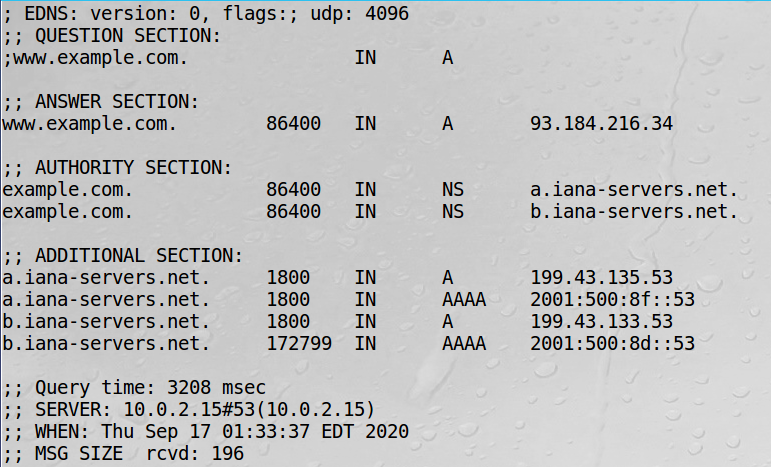 ; EDNS: version: 0, flags:; udp: 4096
;; QUESTION SECTION:
;www.example.com. IN A
;; ANSWER SECTION:
www.example.com. 86400 IN A 93.184.216.34
;; AUTHORITY SECTION:
example.com. 86400 IN NS a.iana-servers.net.
example.com. 86400 IN NS b.iana-servers.net.
;; ADDITIONAL SECTION:
a.iana-servers.net. 1800 IN A 199.43.135.53
a.iana-servers.net. 1800 IN AAAA 2001:500:8f::53
b.iana-servers.net. 1800 IN A 199.43.133.53
b.iana-servers.net. 172799 IN AAAA 2001:500:8d::53
;; Query time: 3208 msec
;; SERVER: 10.0.2.15#53(10.0.2.15)
;; WHEN: Thu Sep 17 01:33:37 EDT 2020
;; MSG SIZE rcvd: 196